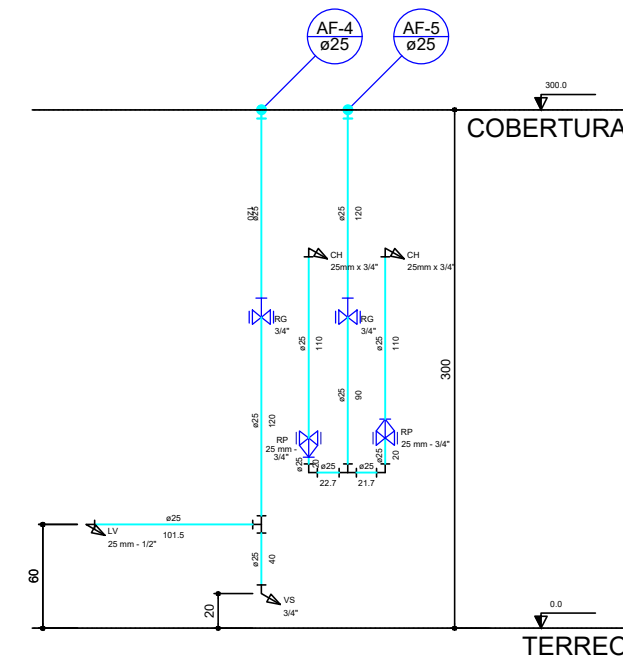 AF-4
ø25
AF-5
ø25
300.0
COBERTURA
ø25
120
ø25
120
CH
25mm x 3/4"
CH
25mm x 3/4"
RG
3/4"
RG
3/4"
ø25
110
ø25
110
300
ø25
90
ø25
120
RP
25 mm -
3/4"
RP
25 mm - 3/4"
ø25
20
ø25
20
ø25
22.7
ø25
21.7
ø25
101.5
LV
25 mm - 1/2"
ø25
40
60
20
VS
3/4"
0.0
TERREO